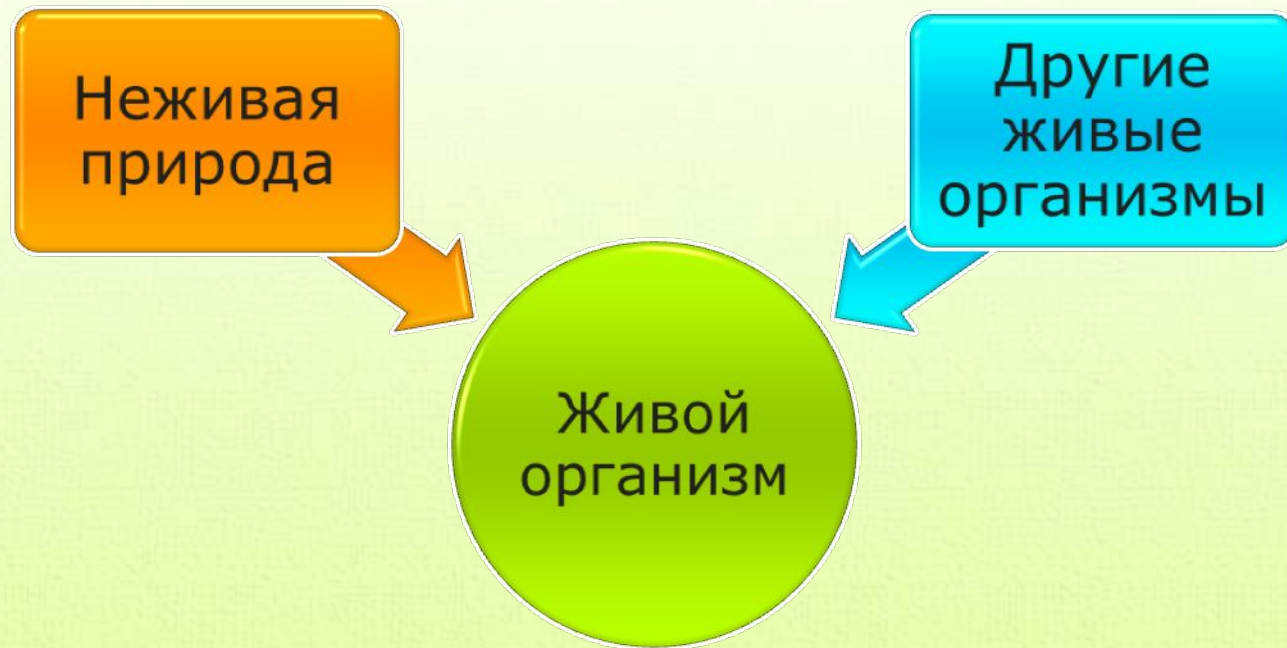 Неживая
природа
Другие
живые
организмы
Живой
организм